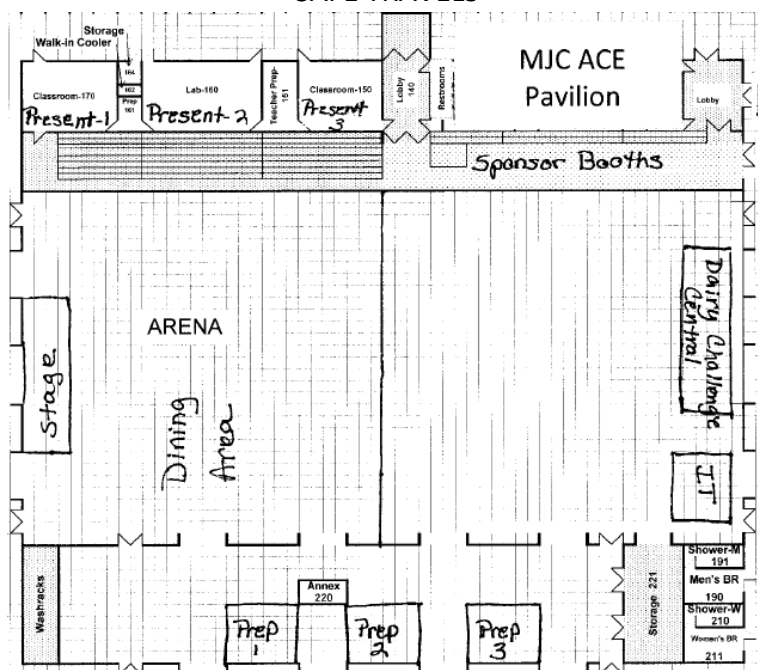 Storage
Walk-in Cooler
164
162
Prep
161
Classroom-170
Present-1
Lab-160
Present-2
Teacher Prep-
151
Classroom-150
Present
3
Lobby
140
Restrooms
MJC ACE
Pavilion
Lobby
Sponsor Booths
ARENA
Stage
Dining
Area
Dairy Challenge
Central
IT
Washracks
Annex
220
Prep
1
Prep
2
Prep
3
Storage 221
Shower-M
191
Men's BR
190
Shower-W
210
Women's BR
211